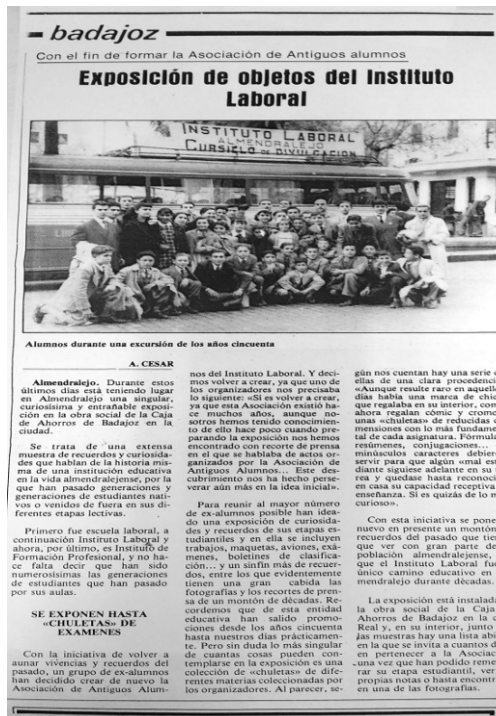 badajoz
Con el fin de formar la Asociación de Antiguos alumnos
Exposición de objetos del Instituto
Laboral
INSTITUTO LABORAL
ALMENDRALEJO
CURSILLO DE DIVULGACION
Alumnos durante una excursión de los años cincuenta
A. CESAR
Almendralejo. Durante estos
últimos días está teniendo lugar
en Almendralejo una singular,
curiosísima y entrañable exposi-
ción en la obra social de la Caja
de Ahorros de Badajoz en la
ciudad.
Se trata de una extensa
muestra de recuerdos y curiosida-
des que hablan de la historia mis-
ma de una institución educativa
en la vida almendralejense, por la
que han pasado generaciones y
generaciones de estudiantes nati-
vos o venidos de fuera en sus di-
ferentes etapas lectivas.
Primero fue escuela laboral, a
continuación Instituto Laboral y
ahora, por último, es Instituto de
Formación Profesional, y no ha-
ce falta decir que han sido
numerosísimas las generaciones
de estudiantes que han pasado
por sus aulas.
SE EXPONEN HASTA
«CHULETAS» DE
EXAMENES
Con la iniciativa de volver a
aunar vivencias y recuerdos del
pasado, un grupo de ex-alumnos
han decidido crear de nuevo la
Asociación de Antiguos Alum-
nos del Instituto Laboral. Y deci-
mos volver a crear, ya que uno de
los organizadores nos precisaba
lo siguiente: «Si es volver a crear,
ya que esta Asociación existió ha-
ce muchos años, aunque no-
sotros hemos tenido conocimien-
to de ello hace poco cuando pre-
parando la exposición nos hemos
encontrado con recorte de prensa
en el que se hablaba de actos or-
ganizados por la Asociación de
Antiguos Alumnos... Este des-
cubrimiento nos ha hecho perse-
verar aún más en la idea inicial».
Para reunir al mayor número
de ex-alumnos posible han idea-
do una exposición de curiosida-
des y recuerdos de sus etapas es-
tudiantiles y en ella se incluyen
trabajos, maquetas, aviones, exá-
menes, boletines de clasifica-
ción... y un sinfín más de recuer-
dos, entre los que evidentemente
tienen una gran cabida las
fotografías y los recortes de pren-
sa de un montón de décadas. Re-
cordemos que de esta entidad
educativa han salido promo-
ciones desde los años cincuenta
hasta nuestros días prácticamen-
te. Pero sin duda lo más singular
de cuantas cosas pueden con-
templarse en la exposición es una
colección de «chuletas» de dife-
rentes materias coleccionadas por
los organizadores. Al parecer, se-
gún nos cuentan hay una serie
ellas de una clara procedenci
«Aunque resulte raro en aquello
días había una marca de chic
que regalaba en su interior, com
ahora regalan cómic y cromo
unas «chuletas» de reducidas d
mensiones con lo más fundame
tal de cada asignatura. Fórmula
resúmenes, conjugaciones...
minúsculos caracteres debier
servir para que algún «mal est
diante siguiese adelante en su
rea y quedase hasta reconoci
en casa su capacidad receptiva
enseñanza. Si es quizás de lo m
curioso».
Con esta iniciativa se pone
nuevo en presente un montón
recuerdos del pasado que tien
que ver con gran parte de
población almendralejense,
que el Instituto Laboral fue
único camino educativo en
mendralejo durante décadas.
La exposición está instalad
la obra social de la Caja
Ahorros de Badajoz en la c
Real y, en su interior, junto
las muestras hay una lista abi
en la que se invita a cuantos d
en pertenecer a la Asociac
una vez que han podido reme
rar su etapa estudiantil, ver
propias notas o hasta encont
en una de las fotografías.